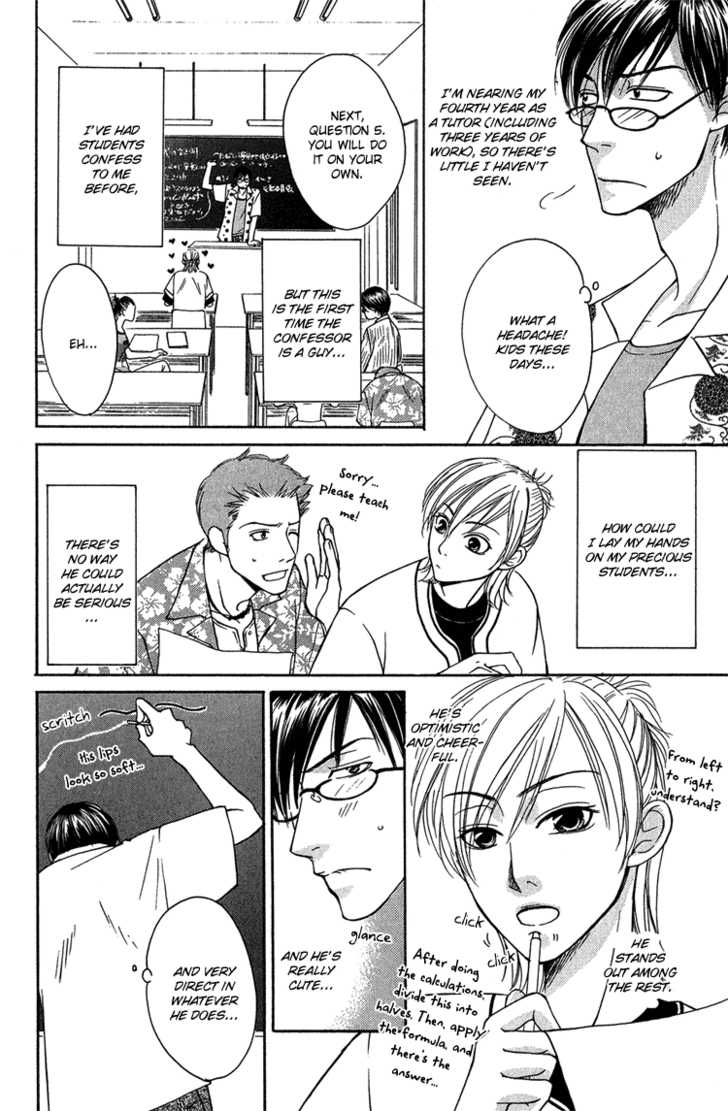 I'M NEARING MY
FOURTH YEAR AS
A TUTOR (INCLUDING
THREE YEARS OF
WORK), SO THERE'S
LITTLE I HAVEN'T
SEEN.
WHAT A
HEADACHE!
KIDS THESE
DAYS...
NEXT,
QUESTION 5.
YOU WILL DO
IT ON YOUR
OWN.
I'VE HAD
STUDENTS
CONFESS
TO ME
BEFORE,
BUT THIS
IS THE FIRST
TIME THE
CONFESSOR
IS A GUY...
EH...
HOW COULD
I LAY MY HANDS
ON MY PRECIOUS
STUDENTS...
Sorry...
Please teach
me!
THERE'S
NO WAY
HE COULD
ACTUALLY
BE SERIOUS
...
HE'S
OPTIMISTIC
AND CHEER-
FUL.
From left
to right,
understand?
click
click
HE
STANDS
OUT AMONG
THE REST.
After doing
the calculations,
divide this into
halves. Then, apply
the formula, and
there's the
answer...
glance
AND HE'S
REALLY
CUTE...
scritch
His lips
look so soft...
AND VERY
DIRECT IN
WHATEVER
HE DOES...